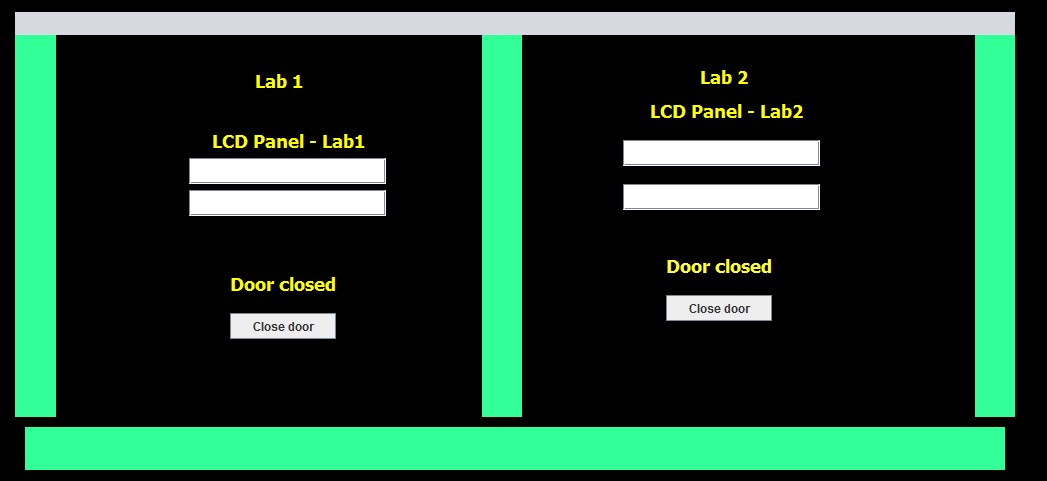 Lab 1
LCD Panel - Lab1
Door closed
Close door
Lab 2
LCD Panel - Lab2
Door closed
Close door